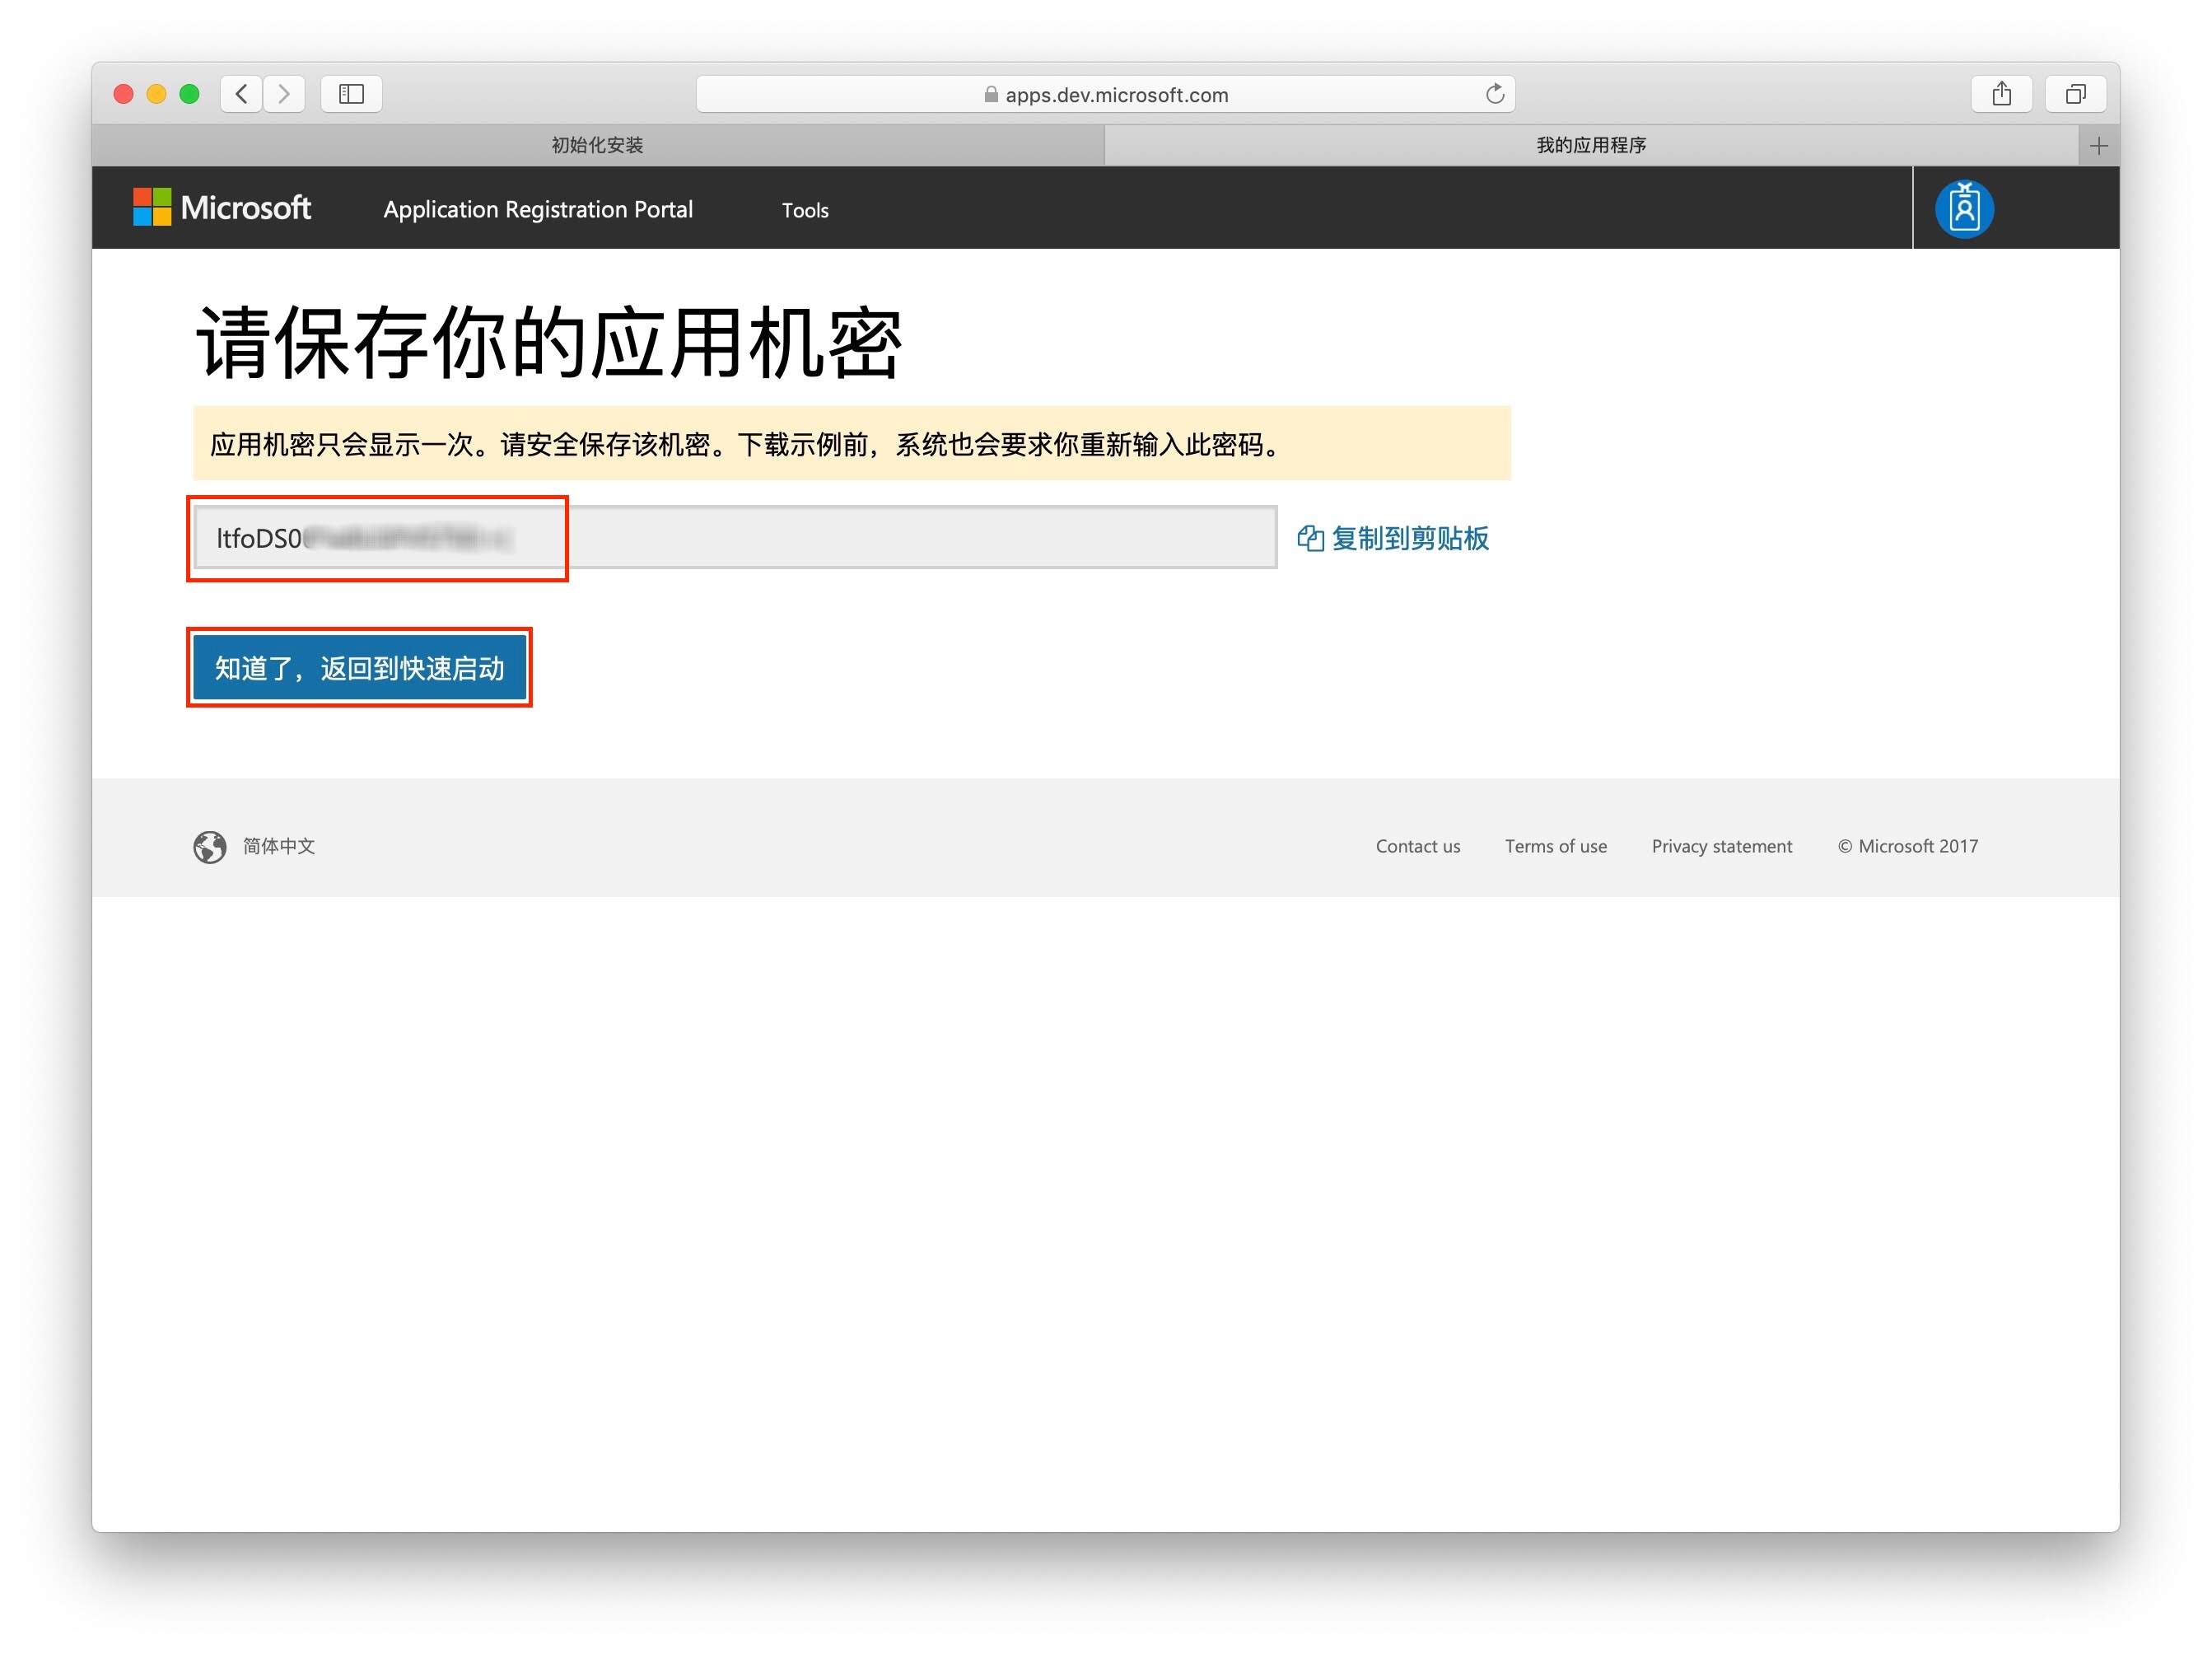 apps.dev.microsoft.com
初始化安装
我的应用程序
Microsoft
Application Registration Portal
Tools
请保存你的应用机密
应用机密只会显示一次。请安全保存该机密。下载示例前，系统也会要求你重新输入此密码。
ltfoDS0
复制到剪贴板
知道了，返回到快速启动
简体中文
Contact us
Terms of use
Privacy statement
© Microsoft 2017